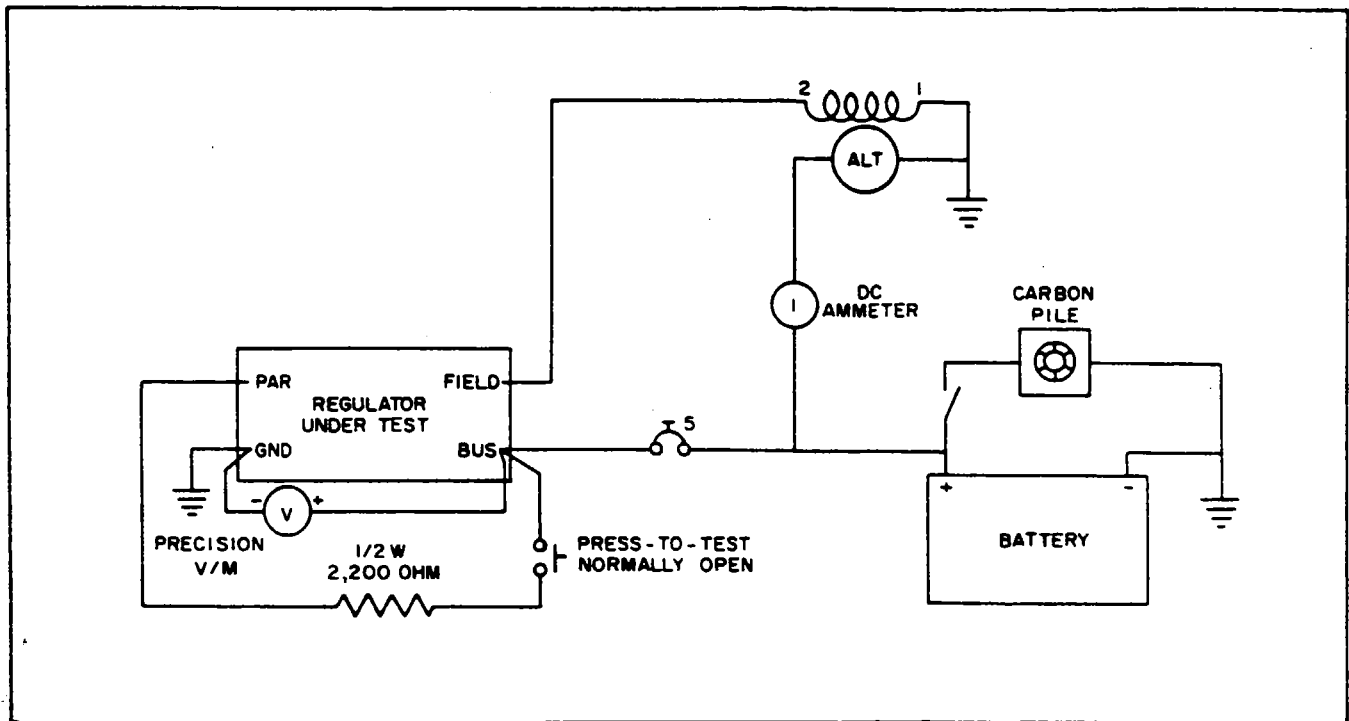 2 1
ALT
I
DC
AMMETER
CARBON
PILE
PAR
FIELD
REGULATOR
UNDER TEST
GND
BUS
5
- V +
PRECISION
V/M
1/2 W
2,200 OHM
PRESS-TO-TEST
NORMALLY OPEN
+ -
BATTERY